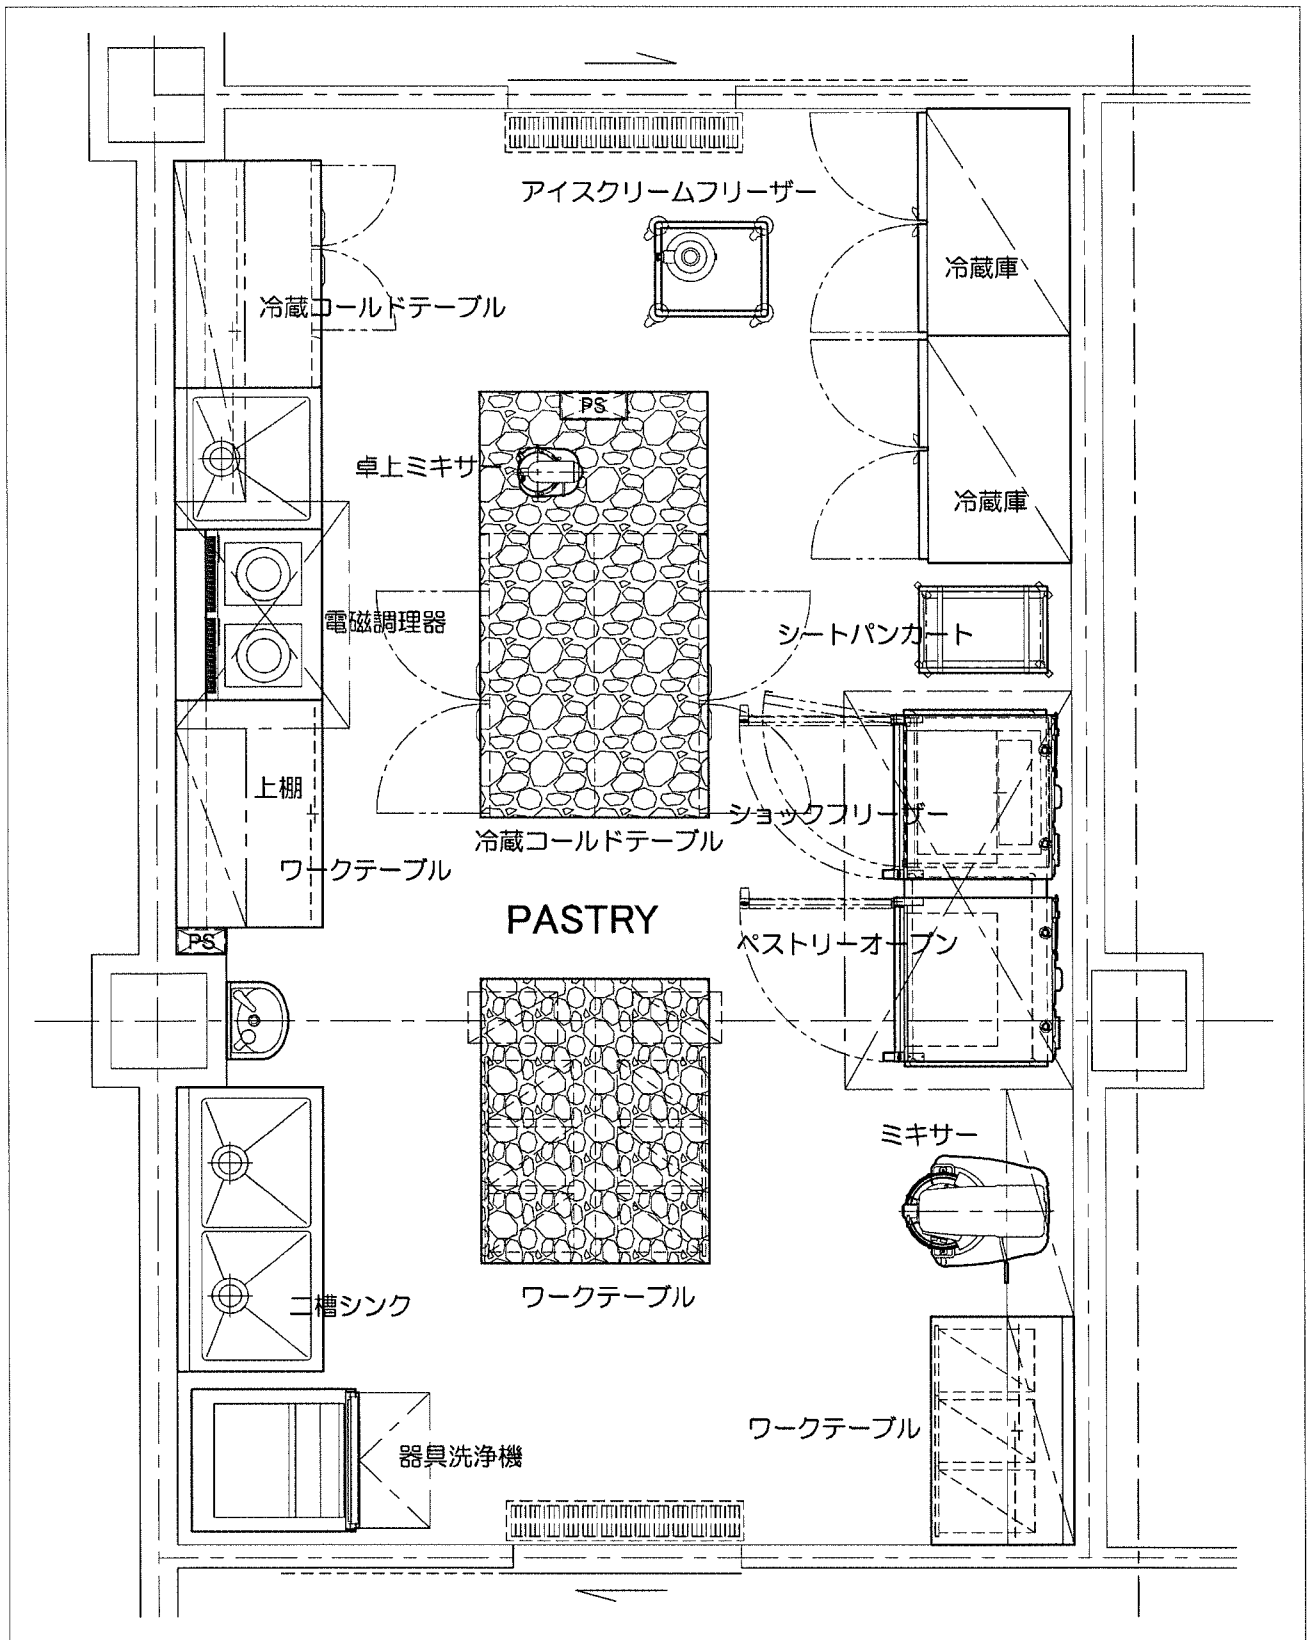 アイスクリームフリーザー
冷蔵庫
冷蔵コールドテーブル
PS
卓上ミキサ
冷蔵庫
電磁調理器
シートパンカート
上棚
ショックフリーザー
冷蔵コールドテーブル
ワークテーブル
PASTRY
PS
ペストリーオーブン
ミキサー
ワークテーブル
二槽シンク
ワークテーブル
器具洗浄機